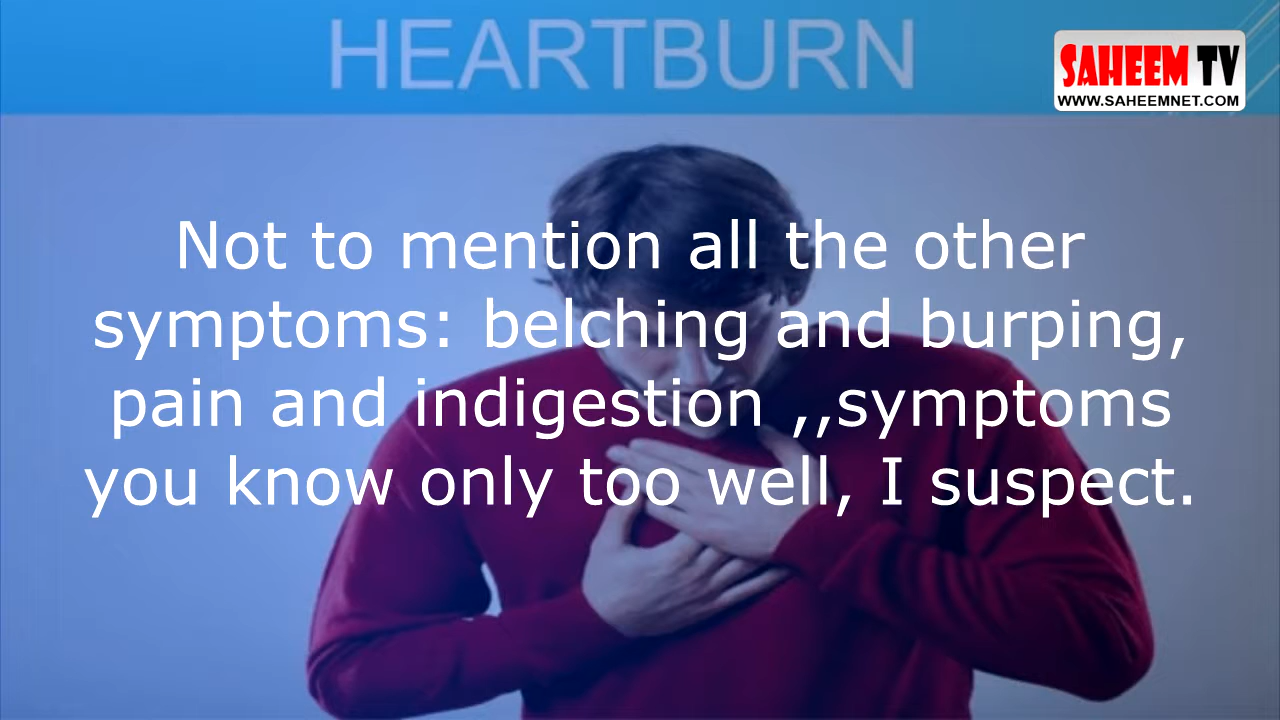 HEARTBURN
SAHEEM TV
WWW.SAHEEMNET.COM
Not to mention all the other
symptoms: belching and burping,
pain and indigestion ,,symptoms
you know only too well, I suspect.